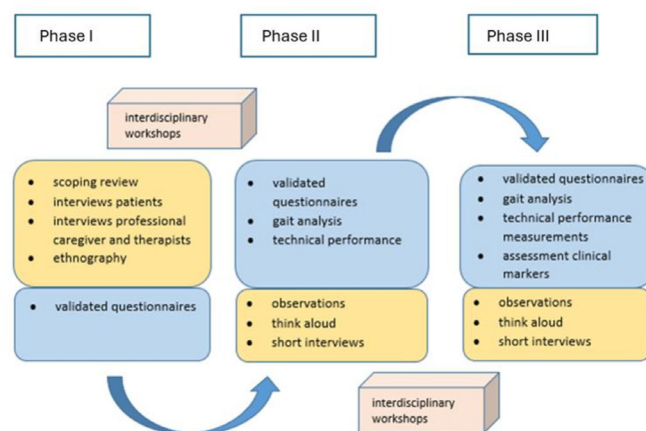 Phase I
Phase II
Phase III
interdisciplinary
workshops
• scoping review
• interviews patients
• interviews professional
caregiver and therapists
• ethnography
• validated questionnaires
• validated
questionnaires
• gait analysis
• technical performance
• observations
• think aloud
• short interviews
• validated questionnaires
• gait analysis
• technical performance
measurements
• assessment clinical
markers
• observations
• think aloud
• short interviews
interdisciplinary
workshops